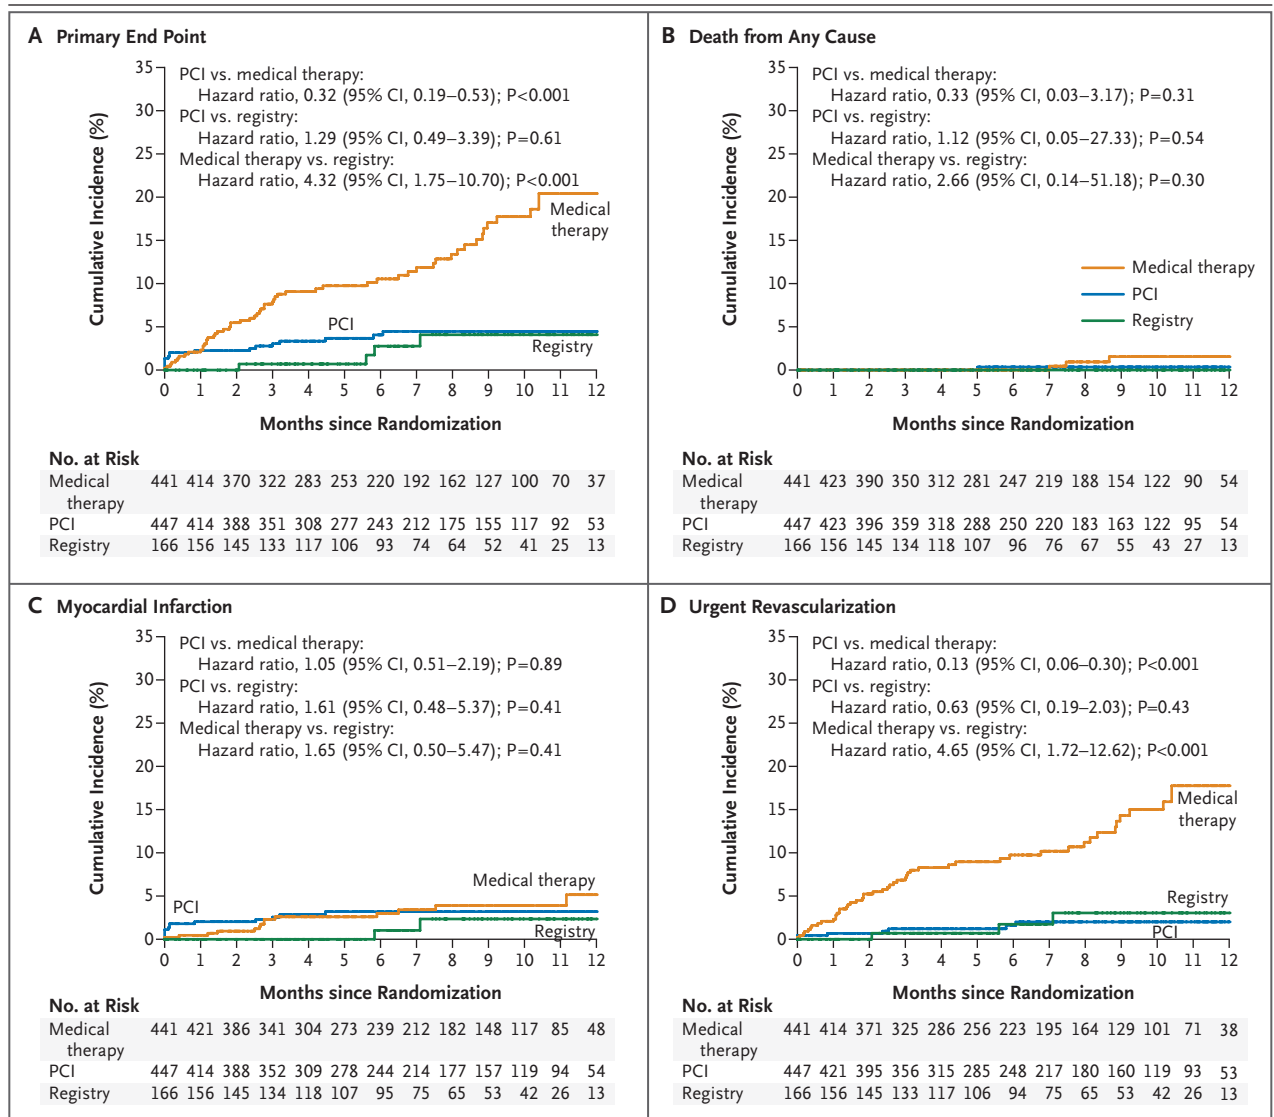 A Primary End Point
35
30
25
20
15
10
5
0
Cumulative Incidence (%)
PCI vs. medical therapy:
Hazard ratio, 0.32 (95% CI, 0.19–0.53); P<0.001
PCI vs. registry:
Hazard ratio, 1.29 (95% CI, 0.49–3.39); P=0.61
Medical therapy vs. registry:
Hazard ratio, 4.32 (95% CI, 1.75–10.70); P<0.001
Medical
therapy
PCI
Registry
0 1 2 3 4 5 6 7 8 9 10 11 12
Months since Randomization
No. at Risk
Medical 441 414 370 322 283 253 220 192 162 127 100 70 37
therapy
PCI 447 414 388 351 308 277 243 212 175 155 117 92 53
Registry 166 156 145 133 117 106 93 74 64 52 41 25 13
B Death from Any Cause
35
30
25
20
15
10
5
0
Cumulative Incidence (%)
PCI vs. medical therapy:
Hazard ratio, 0.33 (95% CI, 0.03–3.17); P=0.31
PCI vs. registry:
Hazard ratio, 1.12 (95% CI, 0.05–27.33); P=0.54
Medical therapy vs. registry:
Hazard ratio, 2.66 (95% CI, 0.14–51.18); P=0.30
Medical therapy
PCI
Registry
0 1 2 3 4 5 6 7 8 9 10 11 12
Months since Randomization
No. at Risk
Medical 441 423 390 350 312 281 247 219 188 154 122 90 54
therapy
PCI 447 423 396 359 318 288 250 220 183 163 122 95 54
Registry 166 156 145 134 118 107 96 76 67 55 43 27 13
C Myocardial Infarction
35
30
25
20
15
10
5
0
Cumulative Incidence (%)
PCI vs. medical therapy:
Hazard ratio, 1.05 (95% CI, 0.51–2.19); P=0.89
PCI vs. registry:
Hazard ratio, 1.61 (95% CI, 0.48–5.37); P=0.41
Medical therapy vs. registry:
Hazard ratio, 1.65 (95% CI, 0.50–5.47); P=0.41
Medical therapy
PCI
Registry
0 1 2 3 4 5 6 7 8 9 10 11 12
Months since Randomization
No. at Risk
Medical 441 421 386 341 304 273 239 212 182 148 117 85 48
therapy
PCI 447 414 388 352 309 278 244 214 177 157 119 94 54
Registry 166 156 145 134 118 107 95 75 65 53 42 26 13
D Urgent Revascularization
35
30
25
20
15
10
5
0
Cumulative Incidence (%)
PCI vs. medical therapy:
Hazard ratio, 0.13 (95% CI, 0.06–0.30); P<0.001
PCI vs. registry:
Hazard ratio, 0.63 (95% CI, 0.19–2.03); P=0.43
Medical therapy vs. registry:
Hazard ratio, 4.65 (95% CI, 1.72–12.62); P<0.001
Medical
therapy
Registry
PCI
0 1 2 3 4 5 6 7 8 9 10 11 12
Months since Randomization
No. at Risk
Medical 441 414 371 325 286 256 223 195 164 129 101 71 38
therapy
PCI 447 421 395 356 315 285 248 217 180 160 119 93 53
Registry 166 156 145 133 117 106 94 75 65 53 42 26 13